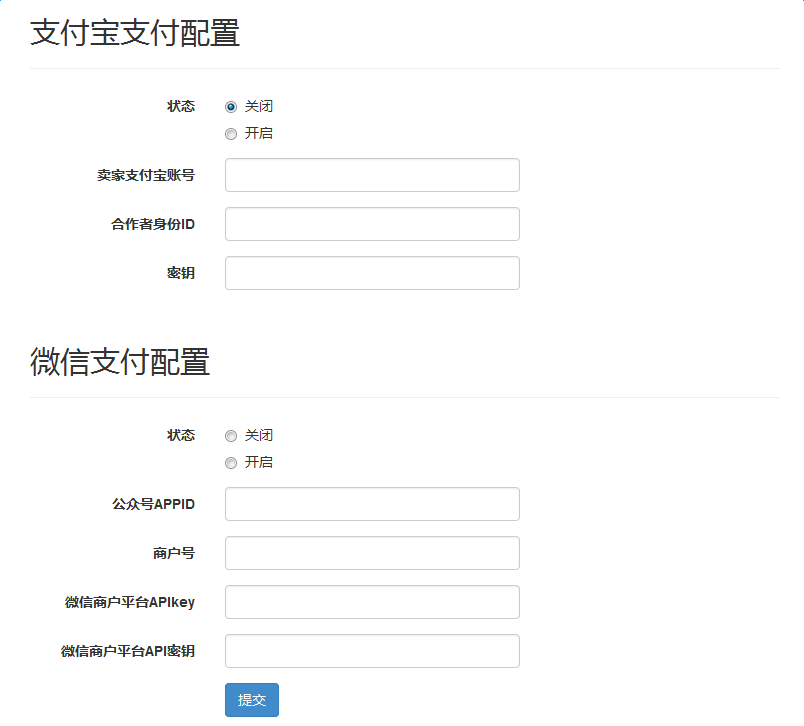 支付宝支付配置
状态 关闭
开启
卖家支付宝账号
合作者身份ID
密钥
微信支付配置
状态 关闭
开启
公众号APPID
商户号
微信商户平台APIkey
微信商户平台API密钥
提交